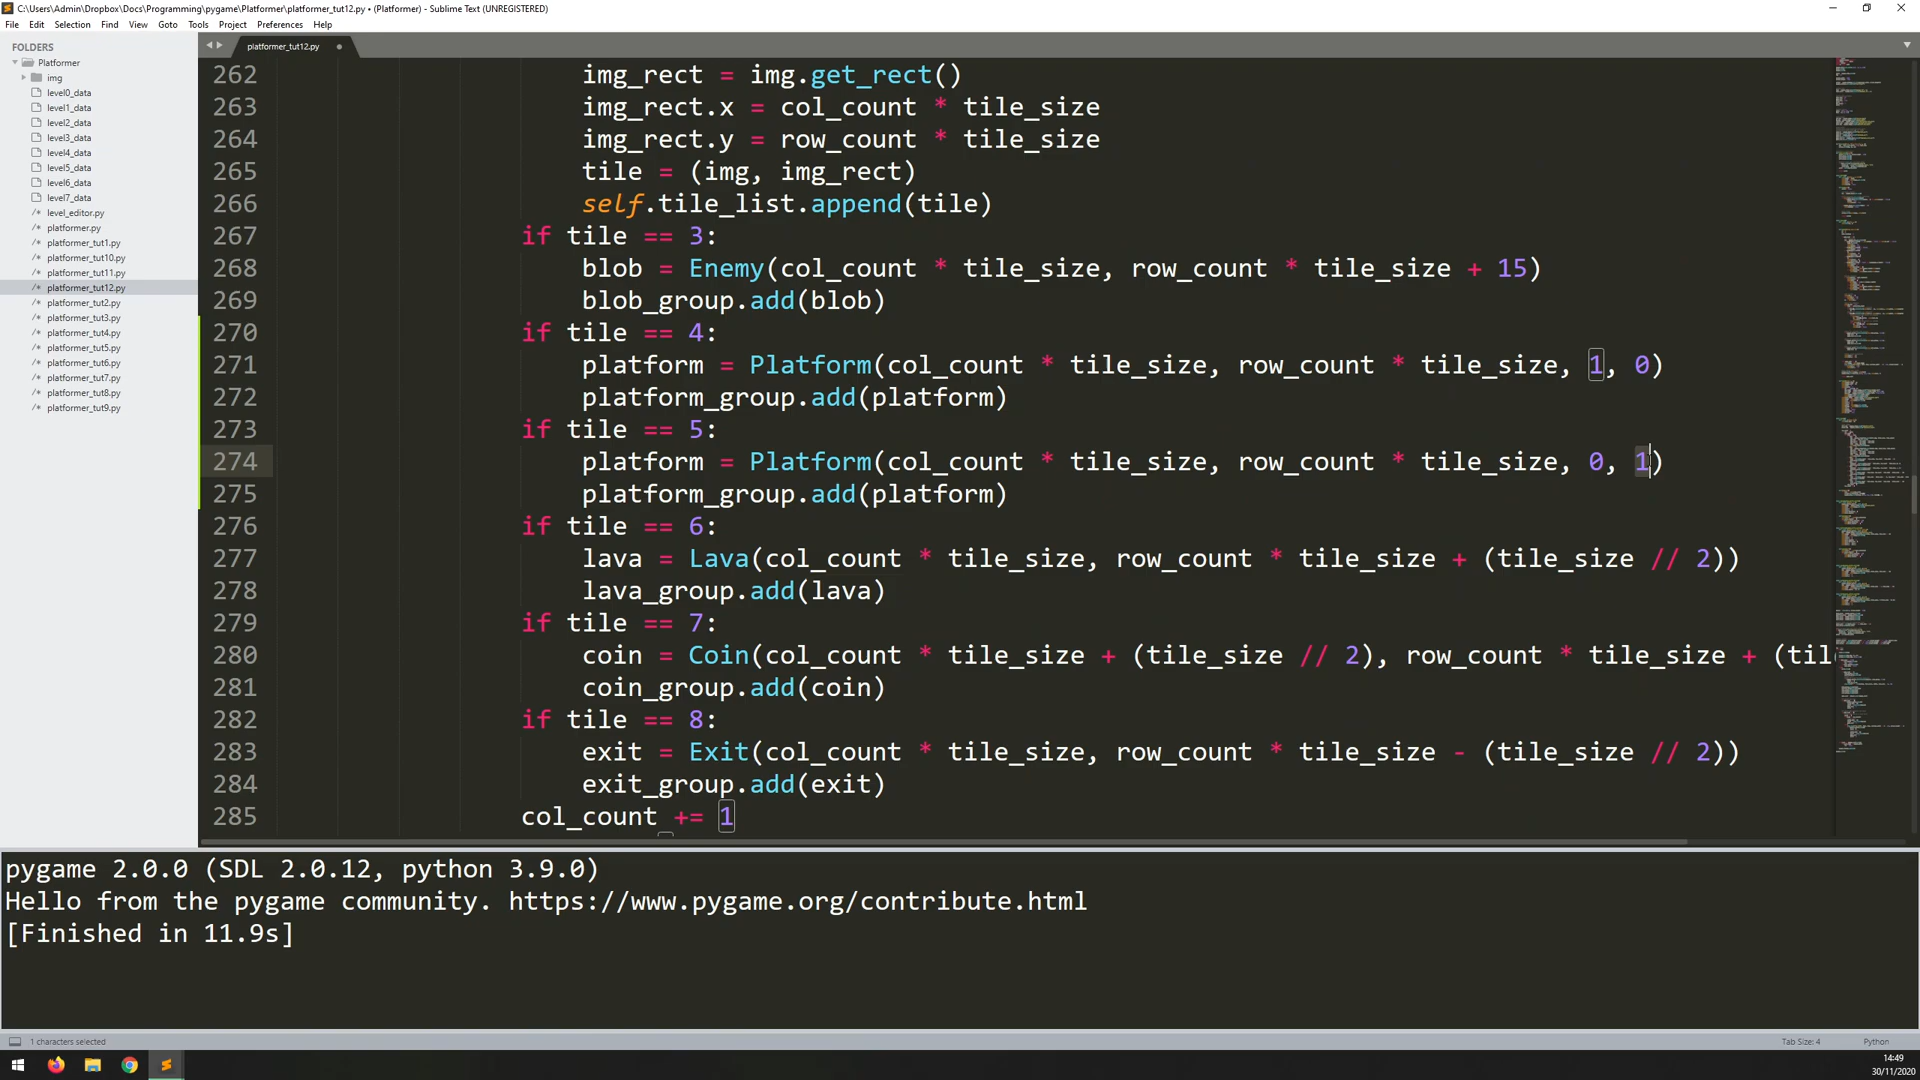 C:\Users\Admin\Dropbox\Docs\Programming\pygame\Platformer\platformer_tut12.py • (Platformer) - Sublime Text (UNREGISTERED)
File Edit Selection Find View Goto Tools Project Preferences Help
FOLDERS
Platformer
img
level0_data
level1_data
level2_data
level3_data
level4_data
level5_data
level6_data
level7_data
level_editor.py
platformer.py
platformer_tut1.py
platformer_tut10.py
platformer_tut11.py
platformer_tut12.py
platformer_tut2.py
platformer_tut3.py
platformer_tut4.py
platformer_tut5.py
platformer_tut6.py
platformer_tut7.py
platformer_tut8.py
platformer_tut9.py
platformer_tut12.py
262 img_rect = img.get_rect()
263 img_rect.x = col_count * tile_size
264 img_rect.y = row_count * tile_size
265 tile = (img, img_rect)
266 self.tile_list.append(tile)
267 if tile == 3:
268 blob = Enemy(col_count * tile_size, row_count * tile_size + 15)
269 blob_group.add(blob)
270 if tile == 4:
271 platform = Platform(col_count * tile_size, row_count * tile_size, 1, 0)
272 platform_group.add(platform)
273 if tile == 5:
274 platform = Platform(col_count * tile_size, row_count * tile_size, 0, 1)
275 platform_group.add(platform)
276 if tile == 6:
277 lava = Lava(col_count * tile_size, row_count * tile_size + (tile_size // 2))
278 lava_group.add(lava)
279 if tile == 7:
280 coin = Coin(col_count * tile_size + (tile_size // 2), row_count * tile_size + (til
281 coin_group.add(coin)
282 if tile == 8:
283 exit = Exit(col_count * tile_size, row_count * tile_size - (tile_size // 2))
284 exit_group.add(exit)
285 col_count += 1
pygame 2.0.0 (SDL 2.0.12, python 3.9.0)
Hello from the pygame community. https://www.pygame.org/contribute.html
[Finished in 11.9s]
1 characters selected
Tab Size: 4
Python
14:49
30/11/2020